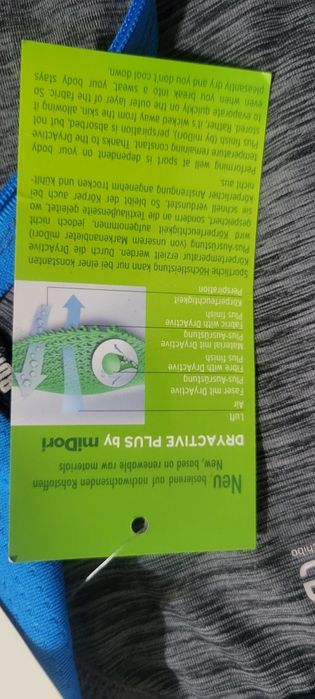 Neu, basierend auf nachwachsenden Rohstoffen
New, based on renewable raw materials
DRYACTIVE PLUS by miDori
Luft
Air
Faser mit DryActive
Plus-Ausrüstung
Fibre with DryActive
Plus finish
Material mit DryActive
Plus-Ausrüstung
Fabric with DryActive
Plus finish
Körperfeuchtigkeit
Perspiration
Sportliche Höchstleistung kann nur bei einer konstanten
Körpertemperatur erzielt werden. Durch die DryActive
Plus-Ausrüstung von unserem Markenanbieter miDori)
wird Körperfeuchtigkeit aufgenommen, jedoch nicht
gespeichert, sondern an die Textilaußenseite geleitet, wo
sie schnell verdunstet. So bleibt der Körper auch bei
körperlicher Anstrengung angenehm trocken und kühlt
nicht aus.
Performing well at sport is dependent on your body
temperature remaining constant. Thanks to the DryActive
Plus finish (by miDori), perspiration is absorbed, but not
stored. Rather, it's wicked away from the skin, allowing it
to evaporate quickly on the outer layer of the fabric. So
even when you break into a sweat, your body stays
pleasantly dry and you don't cool down.